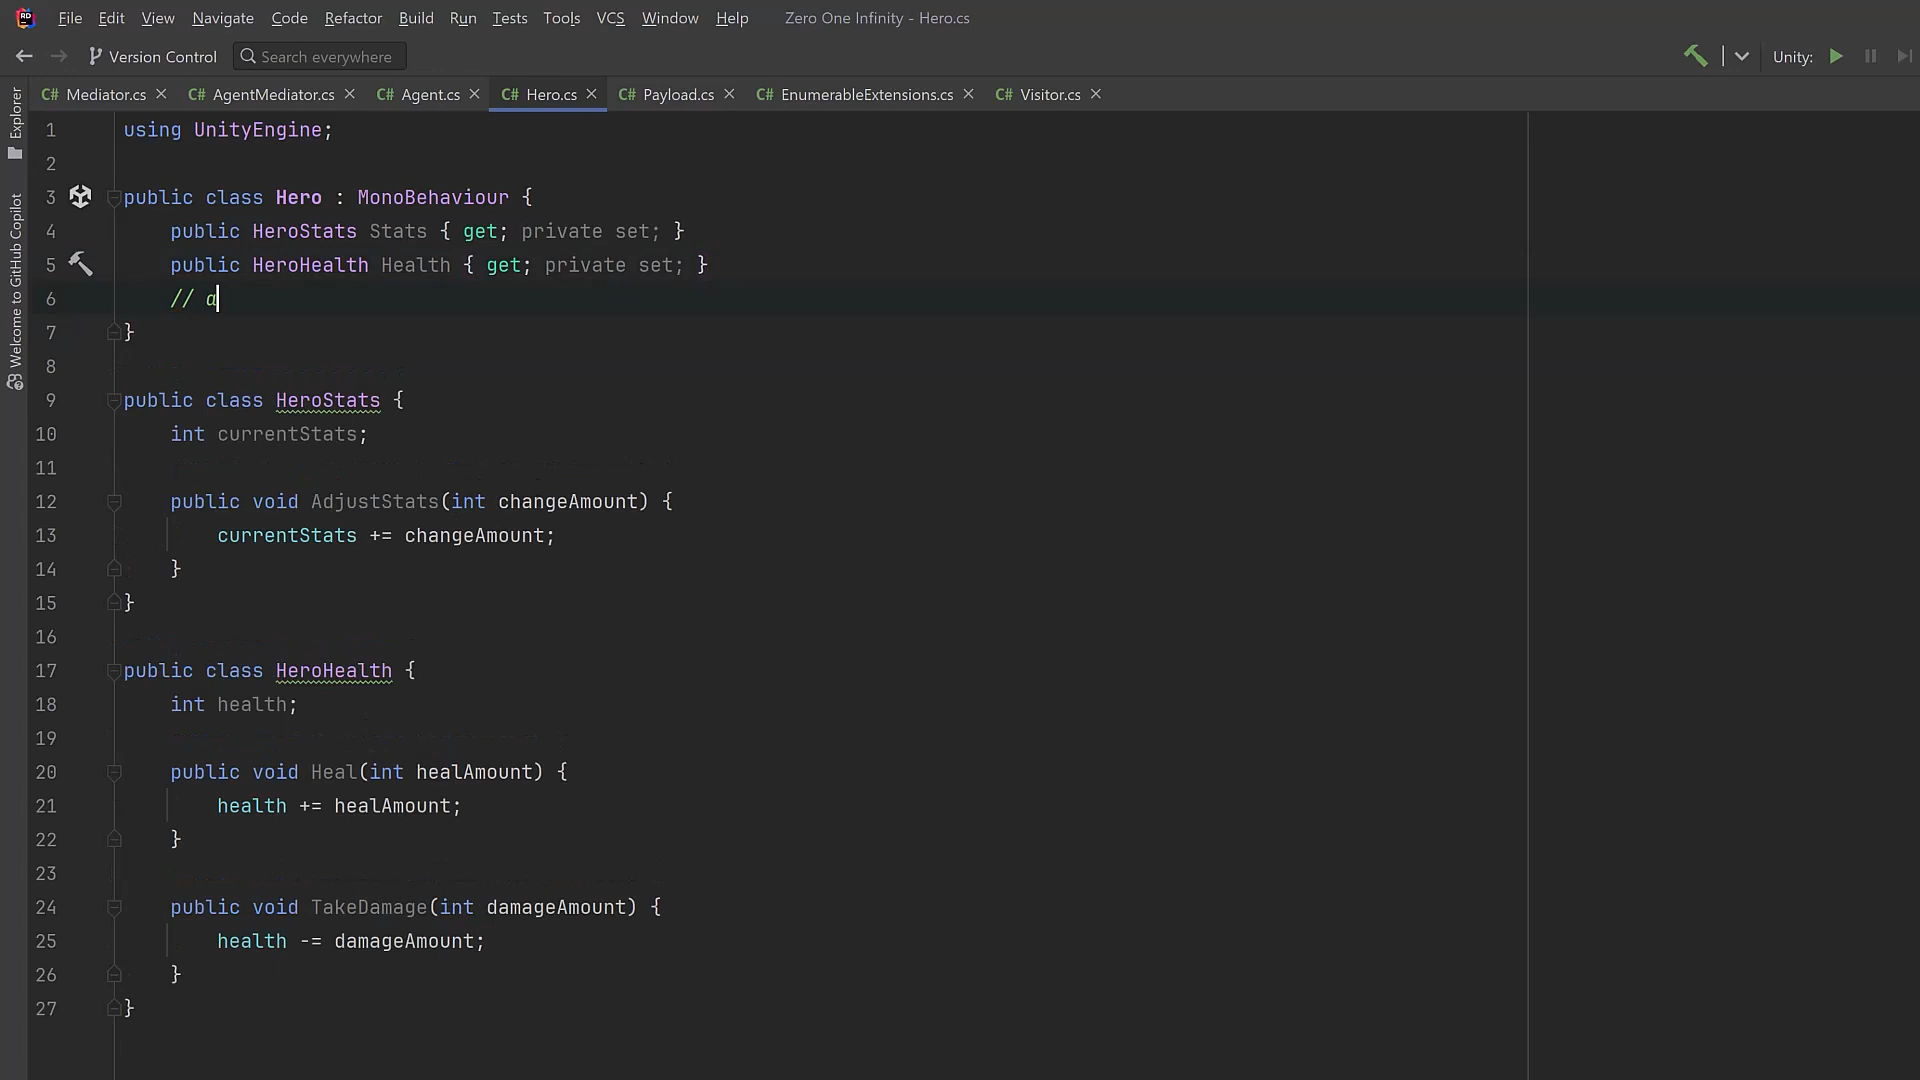 File Edit View Navigate Code Refactor Build Run Tests Tools VCS Window Help Zero One Infinity - Hero.cs
Version Control Search everywhere Unity:
C# Mediator.cs C# AgentMediator.cs C# Agent.cs C# Hero.cs C# Payload.cs C# EnumerableExtensions.cs C# Visitor.cs
Explorer
Welcome to GitHub Copilot
1 using UnityEngine;
2
3 public class Hero : MonoBehaviour {
4 public HeroStats Stats { get; private set; }
5 public HeroHealth Health { get; private set; }
6 // a
7 }
8
9 public class HeroStats {
10 int currentStats;
11
12 public void AdjustStats(int changeAmount) {
13 currentStats += changeAmount;
14 }
15 }
16
17 public class HeroHealth {
18 int health;
19
20 public void Heal(int healAmount) {
21 health += healAmount;
22 }
23
24 public void TakeDamage(int damageAmount) {
25 health -= damageAmount;
26 }
27 }